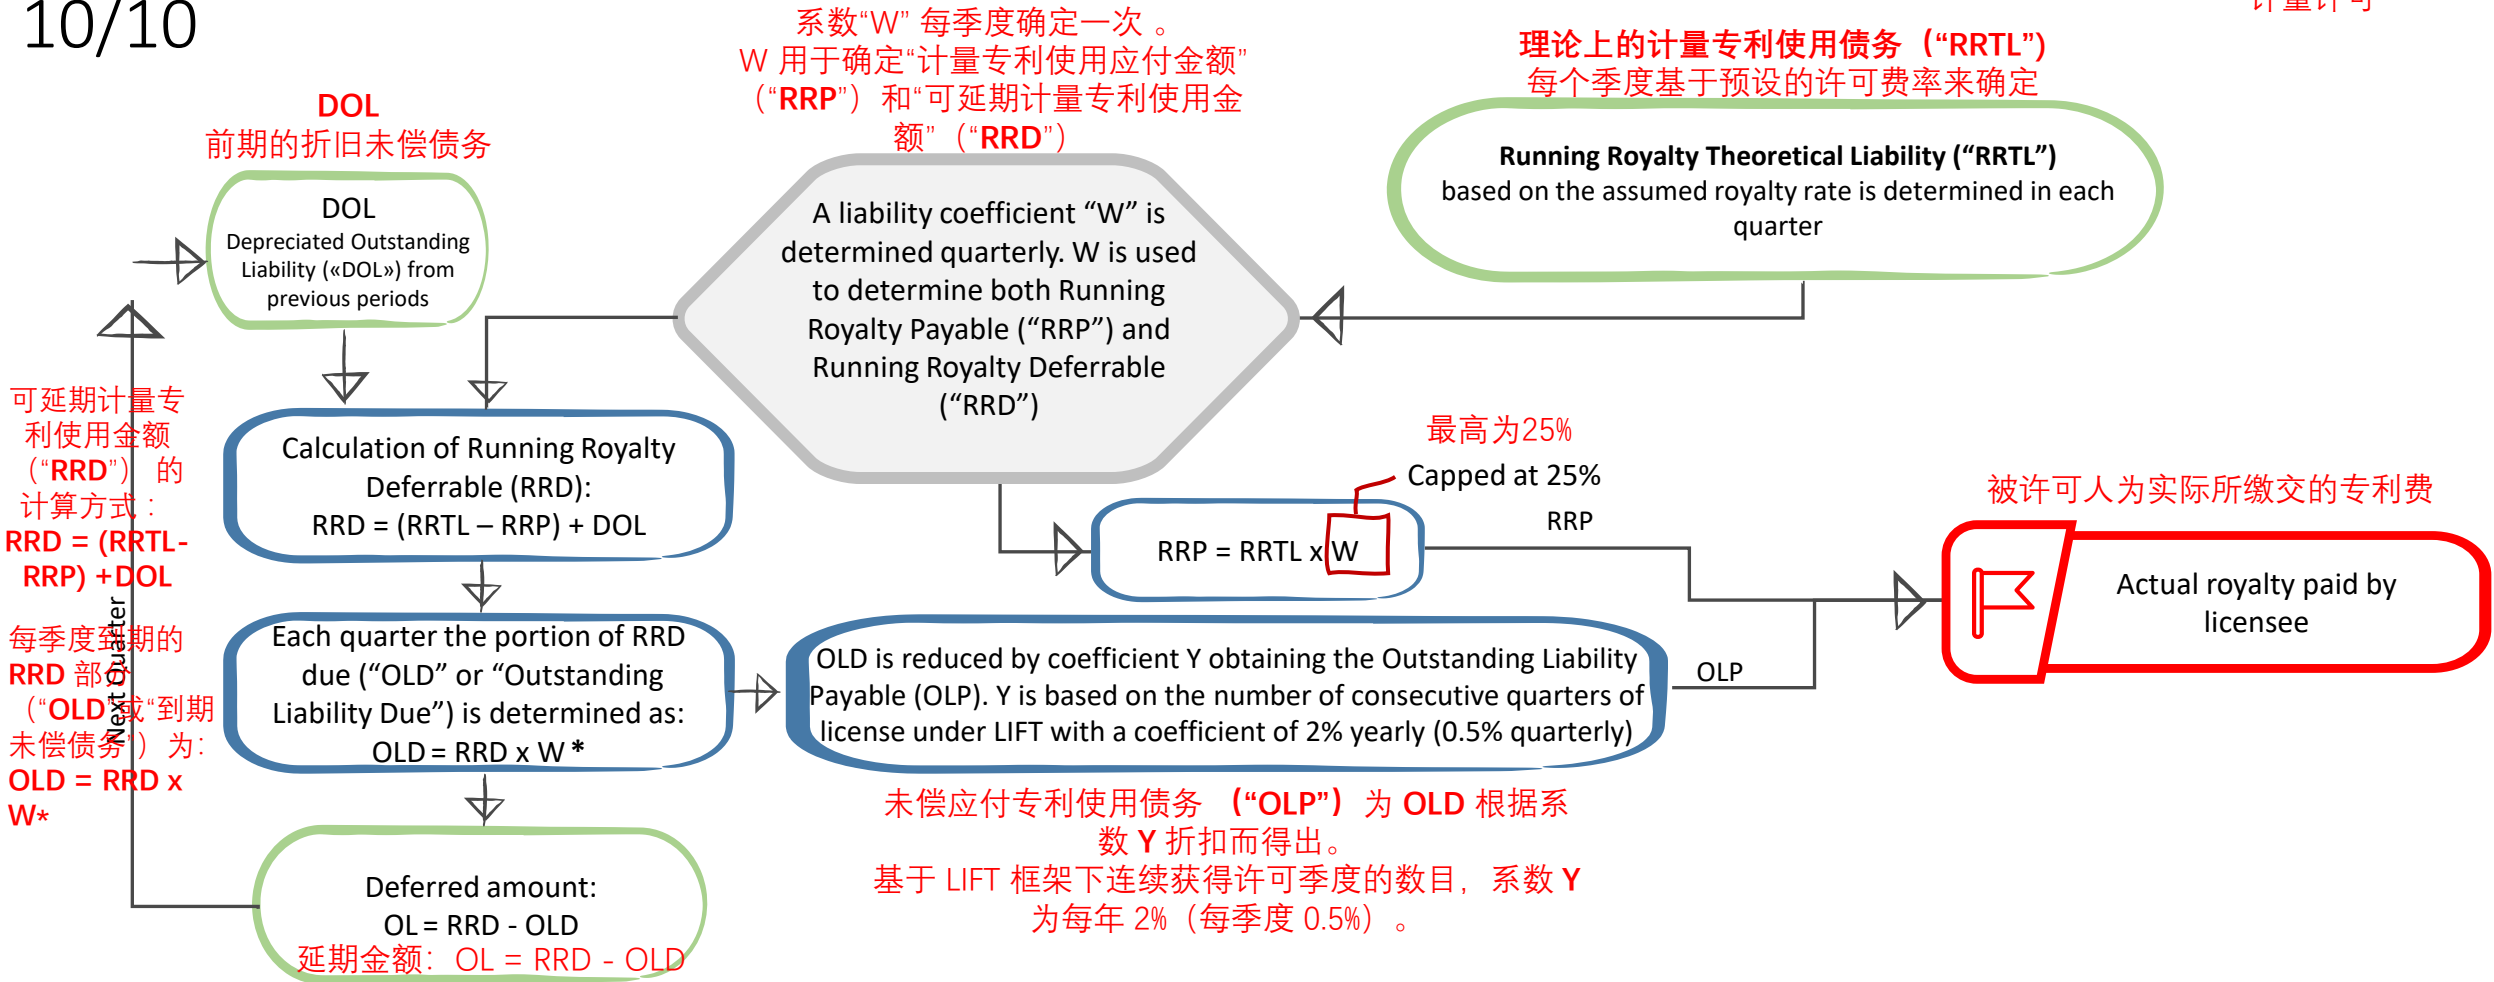 10/10
计量许可
系数“W” 每季度确定一次 。
W 用于确定“计量专利使用应付金额”
（“RRP”） 和“可延期计量专利使用金
额”（“RRD”）
理论上的计量专利使用债务（“RRTL”）
每个季度基于预设的许可费率来确定
DOL
前期的折旧未偿债务
DOL
Depreciated Outstanding
Liability («DOL») from
previous periods
A liability coefficient “W” is
determined quarterly. W is used
to determine both Running
Royalty Payable (“RRP”) and
Running Royalty Deferrable
(“RRD”)
Running Royalty Theoretical Liability (“RRTL”)
based on the assumed royalty rate is determined in each
quarter
可延期计量专
利使用金额
（“RRD”） 的
计算方式：
RRD = (RRTL-
RRP) +DOL
每季度到期的
RRD 部分
（“OLD”或“到期
未偿债务”）为：
OLD = RRD x
W*
Next Quarter
Calculation of Running Royalty
Deferrable (RRD):
RRD = (RRTL – RRP) + DOL
最高为25%
Capped at 25%
RRP = RRTL x W
RRP
被许可人为实际所缴交的专利费
Actual royalty paid by
licensee
Each quarter the portion of RRD
due (“OLD” or “Outstanding
Liability Due”) is determined as:
OLD = RRD x W *
OLD is reduced by coefficient Y obtaining the Outstanding Liability
Payable (OLP). Y is based on the number of consecutive quarters of
license under LIFT with a coefficient of 2% yearly (0.5% quarterly)
OLP
未偿应付专利使用债务 （“OLP”） 为 OLD 根据系
数 Y 折扣而得出。
基于 LIFT 框架下连续获得许可季度的数目，系数 Y
为每年 2%（每季度 0.5%）。
Deferred amount:
OL = RRD - OLD
延期金额：OL = RRD - OLD